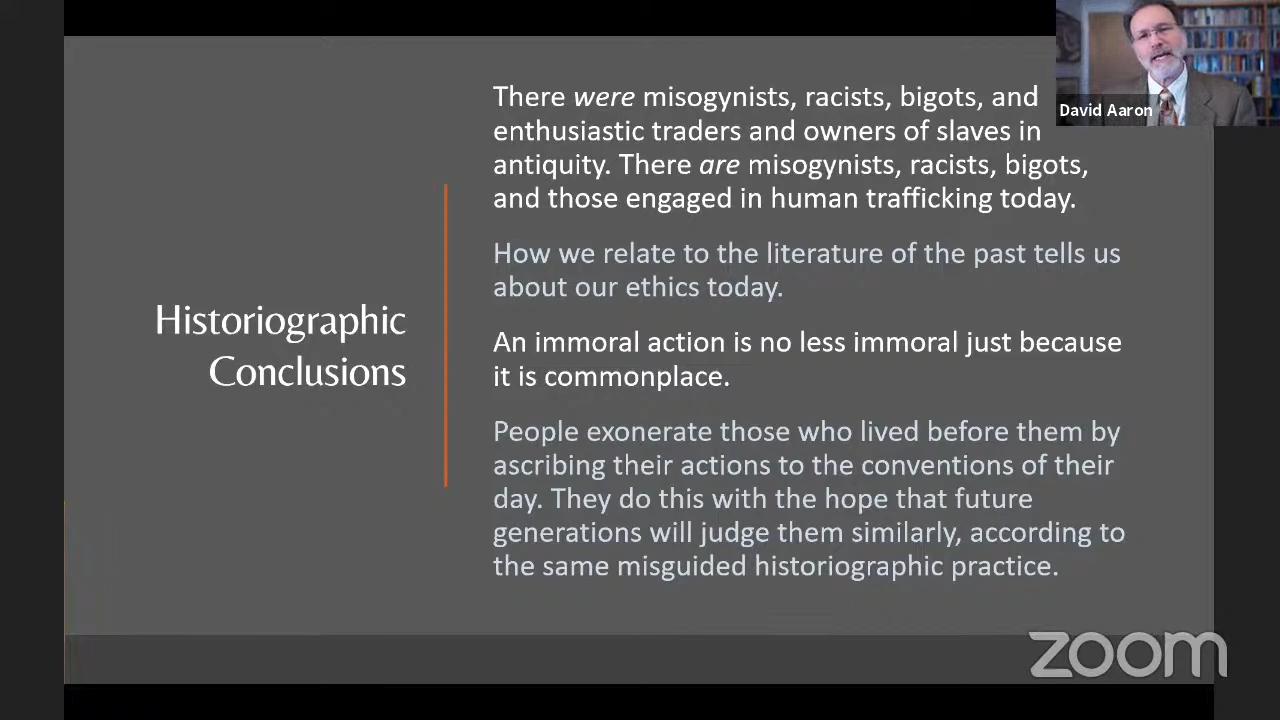 There were misogynists, racists, bigots, and
enthusiastic traders and owners of slaves in
antiquity. There are misogynists, racists, bigots,
and those engaged in human trafficking today.
How we relate to the literature of the past tells us
about our ethics today.
Historiographic
Conclusions
An immoral action is no less immoral just because
it is commonplace.
People exonerate those who lived before them by
ascribing their actions to the conventions of their
day. They do this with the hope that future
generations will judge them similarly, according to
the same misguided historiographic practice.
David Aaron
zoom